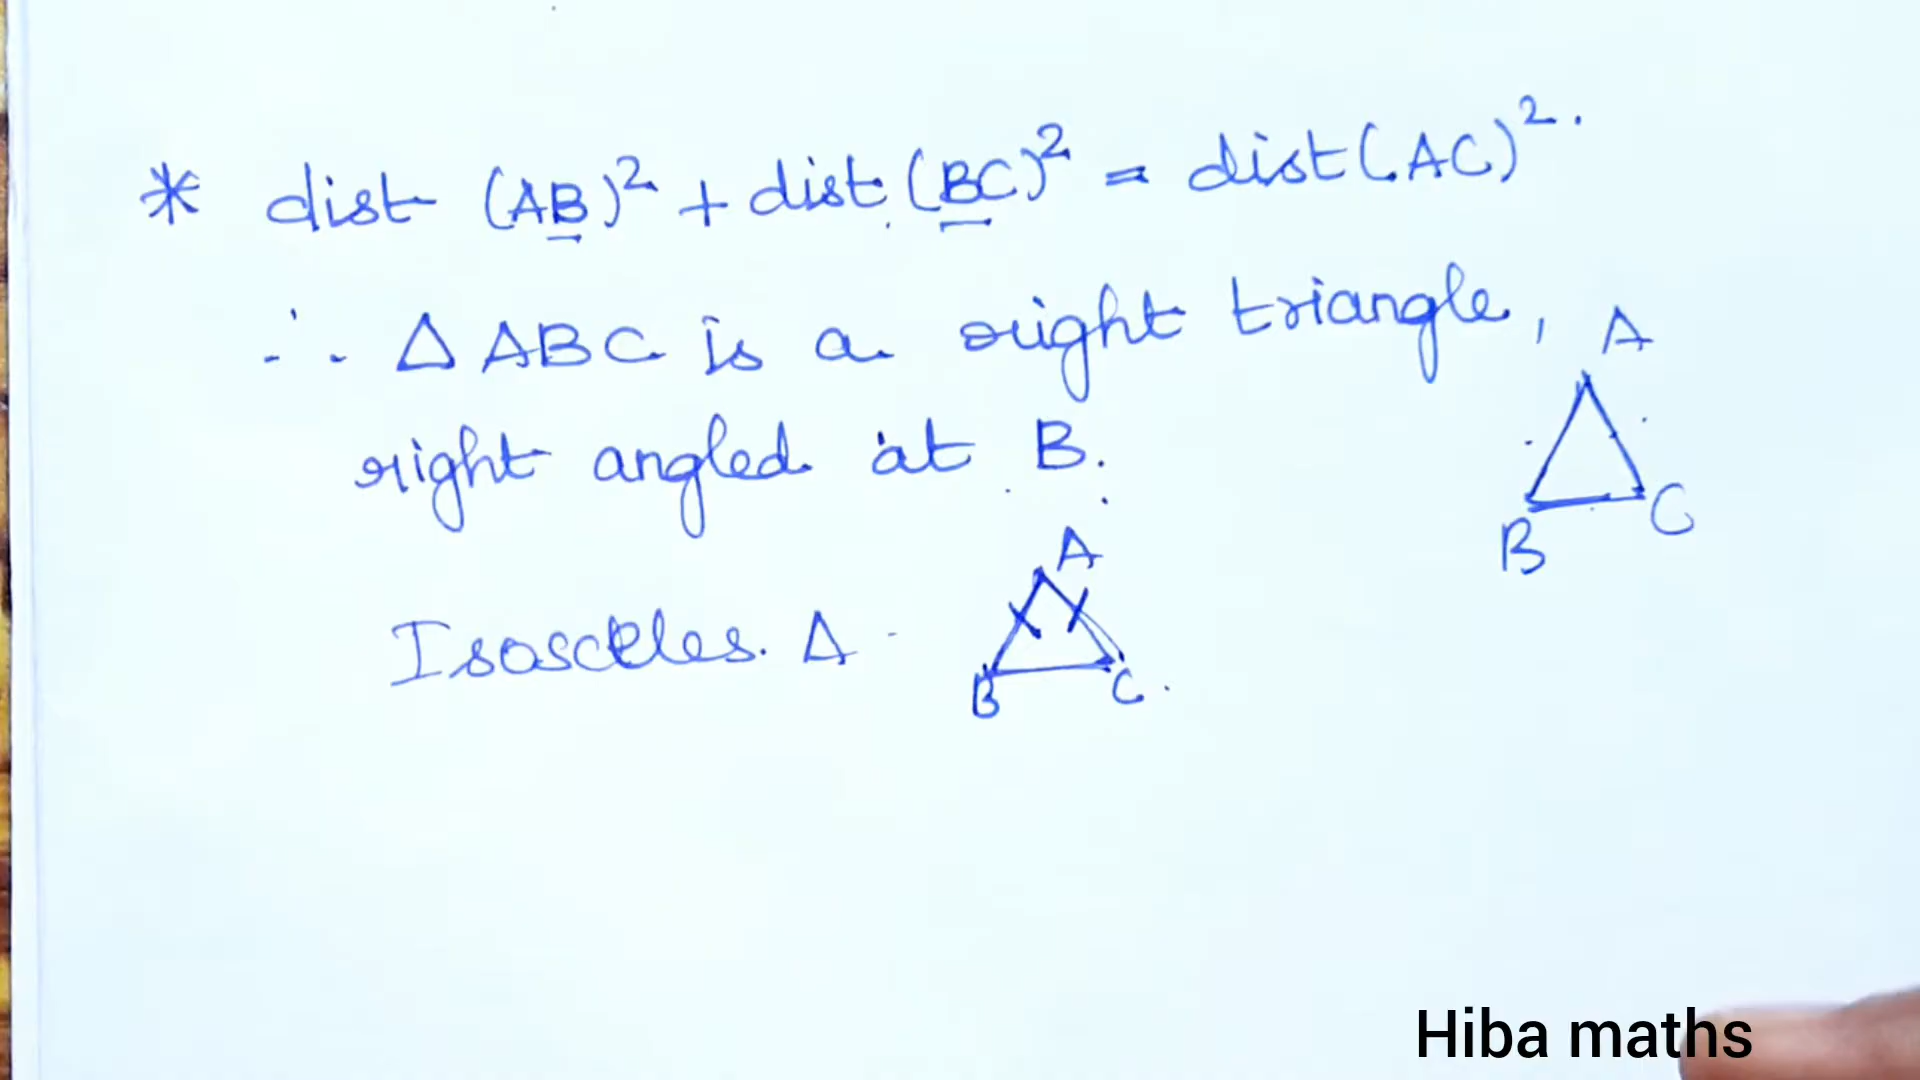 * dist (AB)² + dist (BC)² = dist (AC)².
∴ △ABC is a right triangle,
right angled at B.
A
B
C
Isosceles. △
A
B
C.
Hiba maths